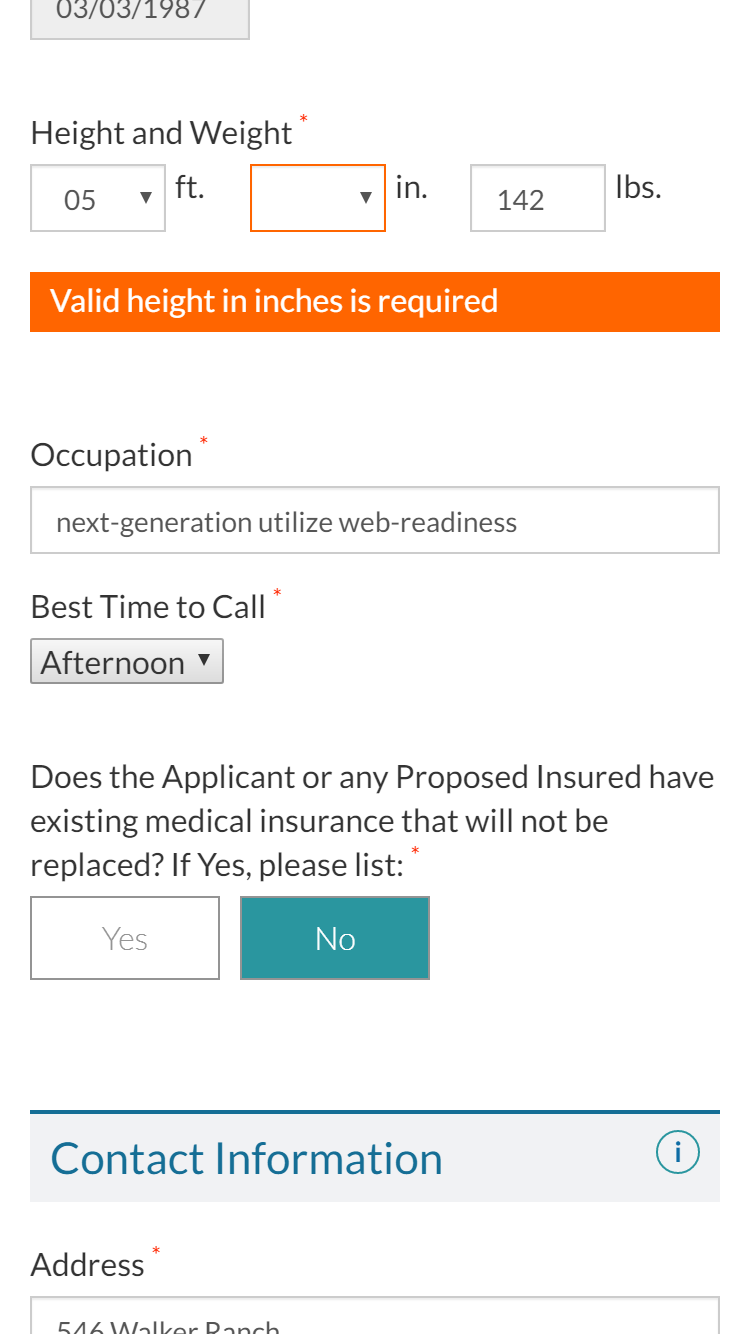 03/03/1987
Height and Weight *
05 ▼ ft. ▼ in. 142 lbs.
Valid height in inches is required
Occupation *
next-generation utilize web-readiness
Best Time to Call *
Afternoon ▼
Does the Applicant or any Proposed Insured have
existing medical insurance that will not be
replaced? If Yes, please list: *
Yes No
Contact Information i
Address *
546 Walker Ranch